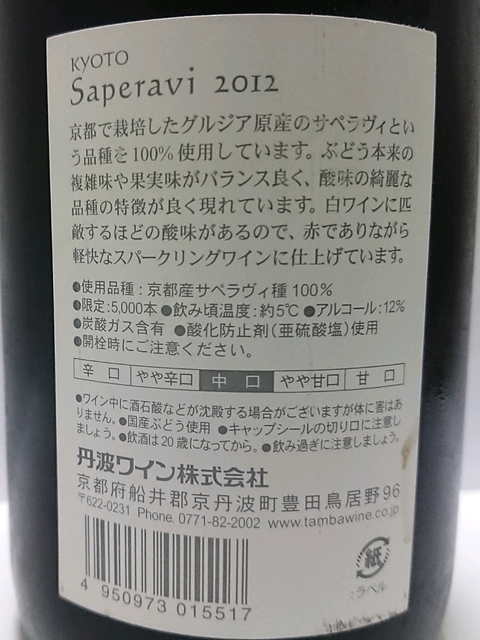 KYOTO
Saperavi 2012
京都で栽培したグルジア原産のサペラヴィとい
う品種を100%使用しています。ぶどう本来の
複雑味や果実味がバランス良く、酸味の綺麗な
品種の特徴が良く現れています。白ワインに匹
敵するほどの酸味があるので、赤でありながら
軽快なスパークリングワインに仕上げています。
●使用品種：京都産サペラヴィ種100%
●限定：5,000本 ●飲み頃温度：約5℃ ●アルコール：12%
●炭酸ガス含有 ●酸化防止剤（亜硫酸塩）使用
●開栓時にご注意ください。
辛 口 やや辛口 中 口 やや甘口 甘 口
●ワイン中に酒石酸などが沈殿する場合がございますが体に害はあ
りません。●国産ぶどう使用 ●キャップシールの切り口に注意し
ましょう。●飲酒は20歳になってから。●飲み過ぎに注意しましょう。
丹波ワイン株式会社
京都府船井郡京丹波町豊田鳥居野96
〒622-0231 Phone. 0771-82-2002 www.tambawine.co.jp
紙
：ラベル
4 950973 015517